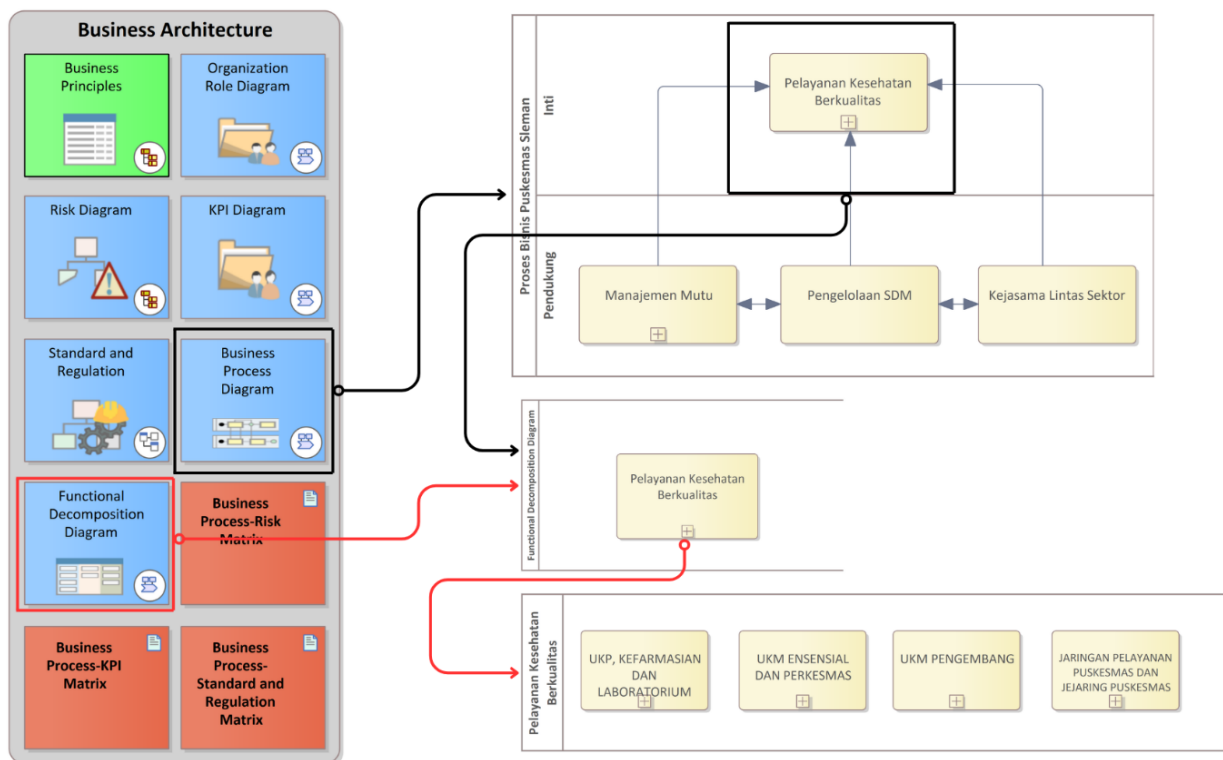 Business Architecture
Business
Principles
Organization
Role Diagram
Risk Diagram
KPI Diagram
Standard and
Regulation
Business
Process
Diagram
Functional
Decomposition
Diagram
Business
Process-Risk
Matrix
Business
Process-KPI
Matrix
Business
Process-
Standard and
Regulation
Matrix
Proses Bisnis Puskesmas Sleman
Inti
Pelayanan Kesehatan
Berkualitas
Pendukung
Manajemen Mutu
Pengelolaan SDM
Kejasama Lintas Sektor
Functional Decomposition Diagram
Pelayanan Kesehatan
Berkualitas
Pelayanan Kesehatan
Berkualitas
UKP, KEFARMASIAN
DAN
LABORATORIUM
UKM ENSENSIAL
DAN PERKESMAS
UKM PENGEMBANG
JARINGAN PELAYANAN
PUSKESMAS DAN
JEJARING PUSKESMAS